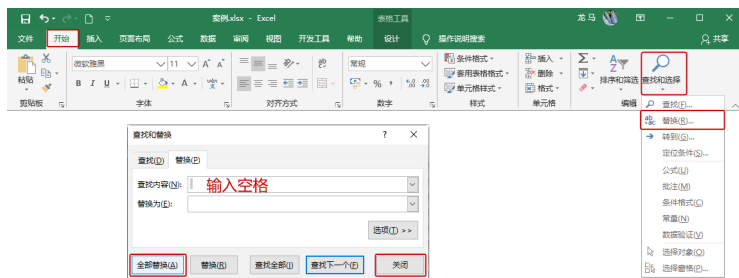 案例.xlsx - Excel
表格工具
龙马
文件 开始 插入 页面布局 公式 数据 审阅 视图 开发工具 帮助 设计 操作说明搜索 共享
微软雅黑 11 A A 常规 条件格式 插入
粘贴 B I U A 套用表格格式 删除 排序和筛选 查找和选择
% 单元格样式 格式
剪贴板 字体 对齐方式 数字 样式 单元格 编辑
查找(F)...
替换(R)...
转到(G)...
定位条件(S)...
公式(U)
批注(M)
条件格式(C)
常量(N)
数据验证(V)
选择对象(O)
选择窗格(P)...
查找和替换 ? ×
查找(D) 替换(P)
查找内容(N): 输入空格
替换为(E):
选项(T) >>
全部替换(A) 替换(R) 查找全部(I) 查找下一个(F) 关闭